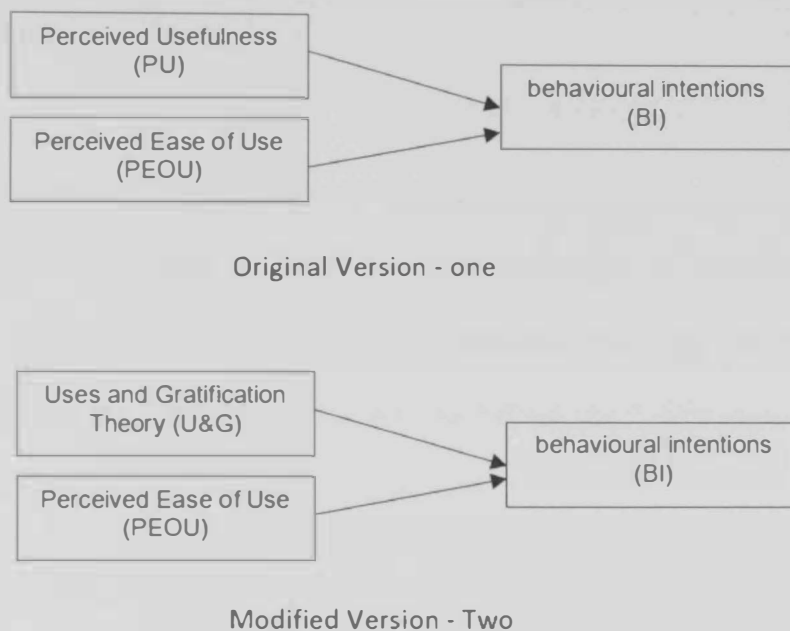 Perceived Usefulness
(PU)
Perceived Ease of Use
(PEOU)
behavioural intentions
(BI)
Original Version - one
Uses and Gratification
Theory (U&G)
Perceived Ease of Use
(PEOU)
behavioural intentions
(BI)
Modified Version - Two